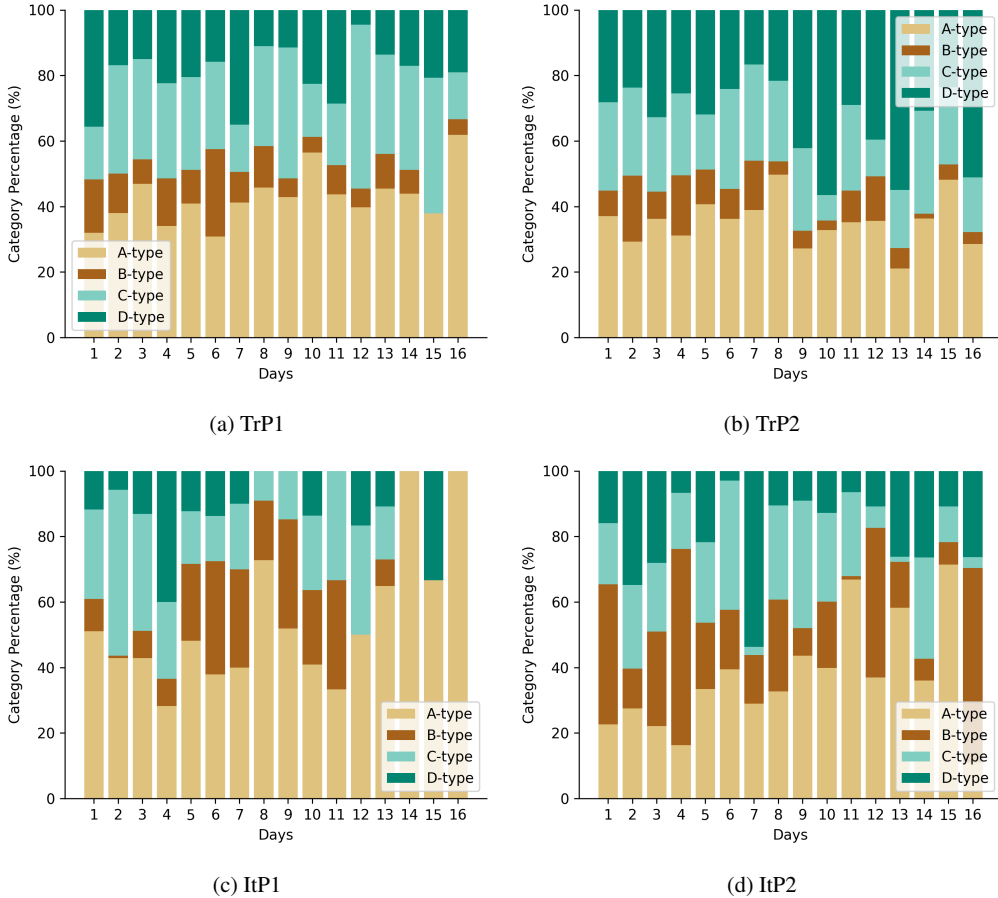 100
80
60
40
20
0
Category Percentage (%)
A-type
B-type
C-type
D-type
1 2 3 4 5 6 7 8 9 10 11 12 13 14 15 16
Days
(a) TrP1
100
80
60
40
20
0
Category Percentage (%)
A-type
B-type
C-type
D-type
1 2 3 4 5 6 7 8 9 10 11 12 13 14 15 16
Days
(b) TrP2
100
80
60
40
20
0
Category Percentage (%)
A-type
B-type
C-type
D-type
1 2 3 4 5 6 7 8 9 10 11 12 13 14 15 16
Days
(c) ItP1
100
80
60
40
20
0
Category Percentage (%)
A-type
B-type
C-type
D-type
1 2 3 4 5 6 7 8 9 10 11 12 13 14 15 16
Days
(d) ItP2